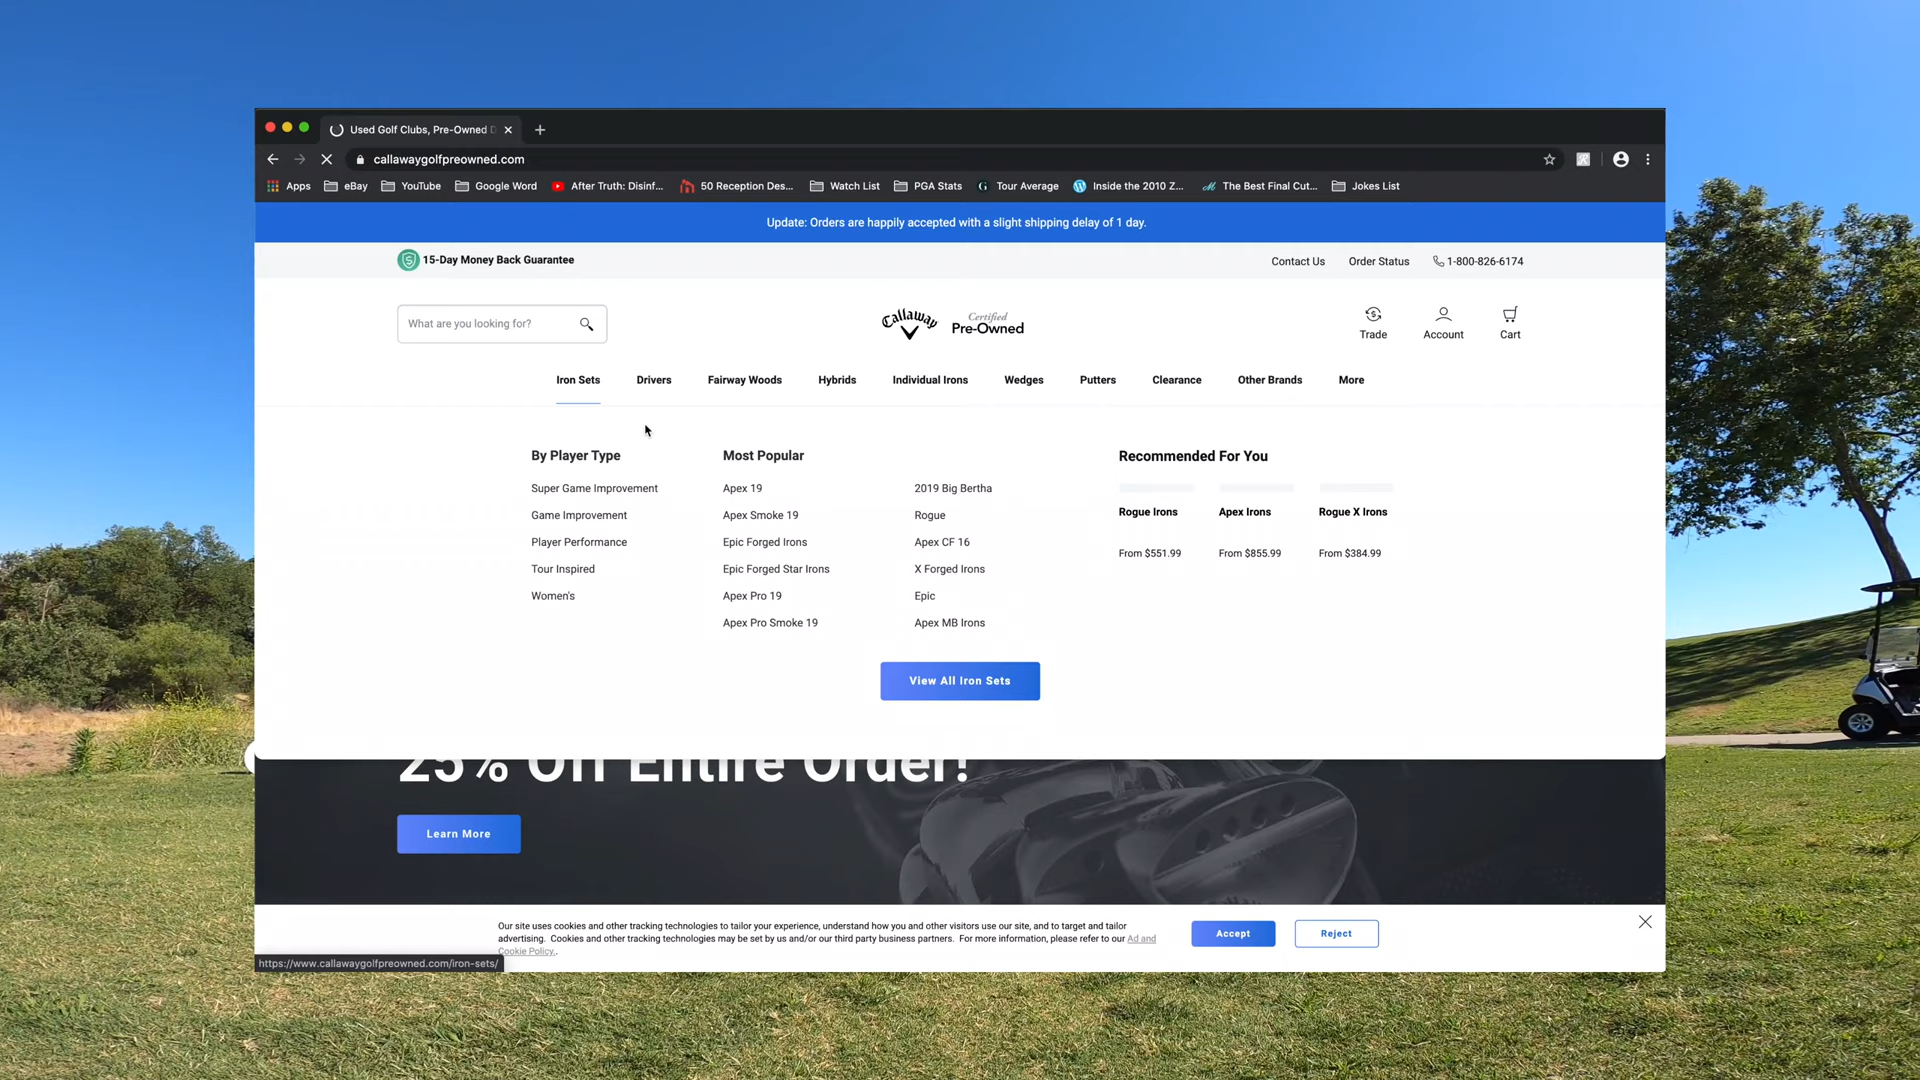 Used Golf Clubs, Pre-Owned D
callawaygolfpreowned.com
Apps eBay YouTube Google Word After Truth: Disinf... 50 Reception Des... Watch List PGA Stats Tour Average Inside the 2010 Z... The Best Final Cut... Jokes List
Update: Orders are happily accepted with a slight shipping delay of 1 day.
15-Day Money Back Guarantee
Contact Us Order Status 1-800-826-6174
What are you looking for?
Callaway Certified Pre-Owned
Trade Account Cart
Iron Sets Drivers Fairway Woods Hybrids Individual Irons Wedges Putters Clearance Other Brands More
By Player Type
Super Game Improvement
Game Improvement
Player Performance
Tour Inspired
Women's
Most Popular
Apex 19
Apex Smoke 19
Epic Forged Irons
Epic Forged Star Irons
Apex Pro 19
Apex Pro Smoke 19
2019 Big Bertha
Rogue
Apex CF 16
X Forged Irons
Epic
Apex MB Irons
Recommended For You
Rogue Irons Apex Irons Rogue X Irons
From $551.99 From $855.99 From $384.99
View All Iron Sets
25% Off Entire Order!
Learn More
Our site uses cookies and other tracking technologies to tailor your experience, understand how you and other visitors use our site, and to target and tailor
advertising. Cookies and other tracking technologies may be set by us and/or our third party business partners. For more information, please refer to our Ad and
Cookie Policy..
Accept Reject
https://www.callawaygolfpreowned.com/iron-sets/